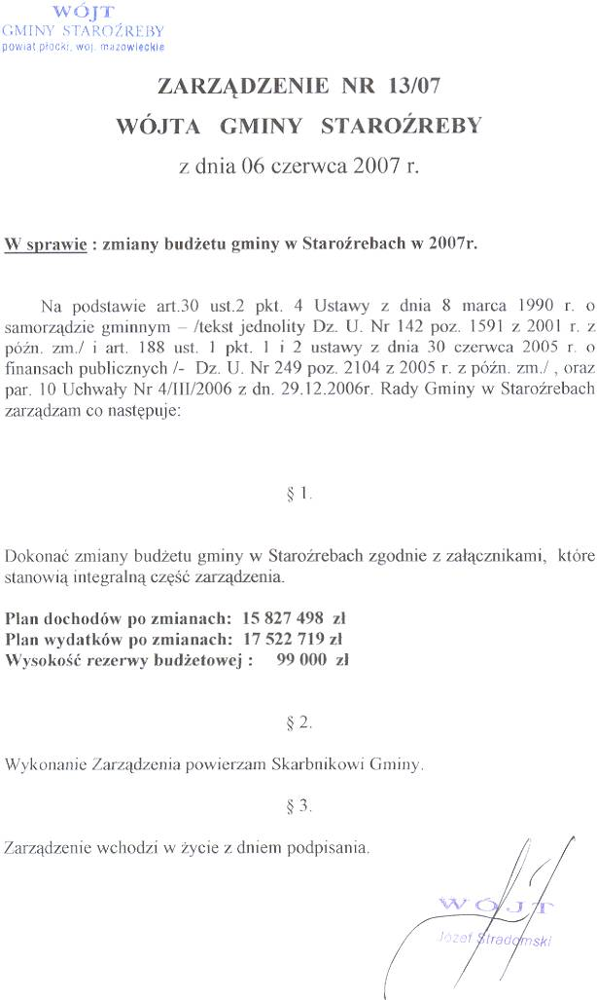 WÓJT
GMINY STAROŹREBY
powiat płocki, woj. mazowieckie
ZARZĄDZENIE NR 13/07
WÓJTA GMINY STAROŹREBY
z dnia 06 czerwca 2007 r.
W sprawie : zmiany budżetu gminy w Staroźrebach w 2007r.
Na podstawie art.30 ust.2 pkt. 4 Ustawy z dnia 8 marca 1990 r. o
samorządzie gminnym – /tekst jednolity Dz. U. Nr 142 poz. 1591 z 2001 r. z
późn. zm./ i art. 188 ust. 1 pkt. 1 i 2 ustawy z dnia 30 czerwca 2005 r. o
finansach publicznych /- Dz. U. Nr 249 poz. 2104 z 2005 r. z późn. zm./ , oraz
par. 10 Uchwały Nr 4/III/2006 z dn. 29.12.2006r. Rady Gminy w Staroźrebach
zarządzam co następuje:
§ 1.
Dokonać zmiany budżetu gminy w Staroźrebach zgodnie z załącznikami, które
stanowią integralną część zarządzenia.
Plan dochodów po zmianach: 15 827 498 zł
Plan wydatków po zmianach: 17 522 719 zł
Wysokość rezerwy budżetowej : 99 000 zł
§ 2.
Wykonanie Zarządzenia powierzam Skarbnikowi Gminy.
§ 3.
Zarządzenie wchodzi w życie z dniem podpisania.
WÓJT
Józef Stradomski